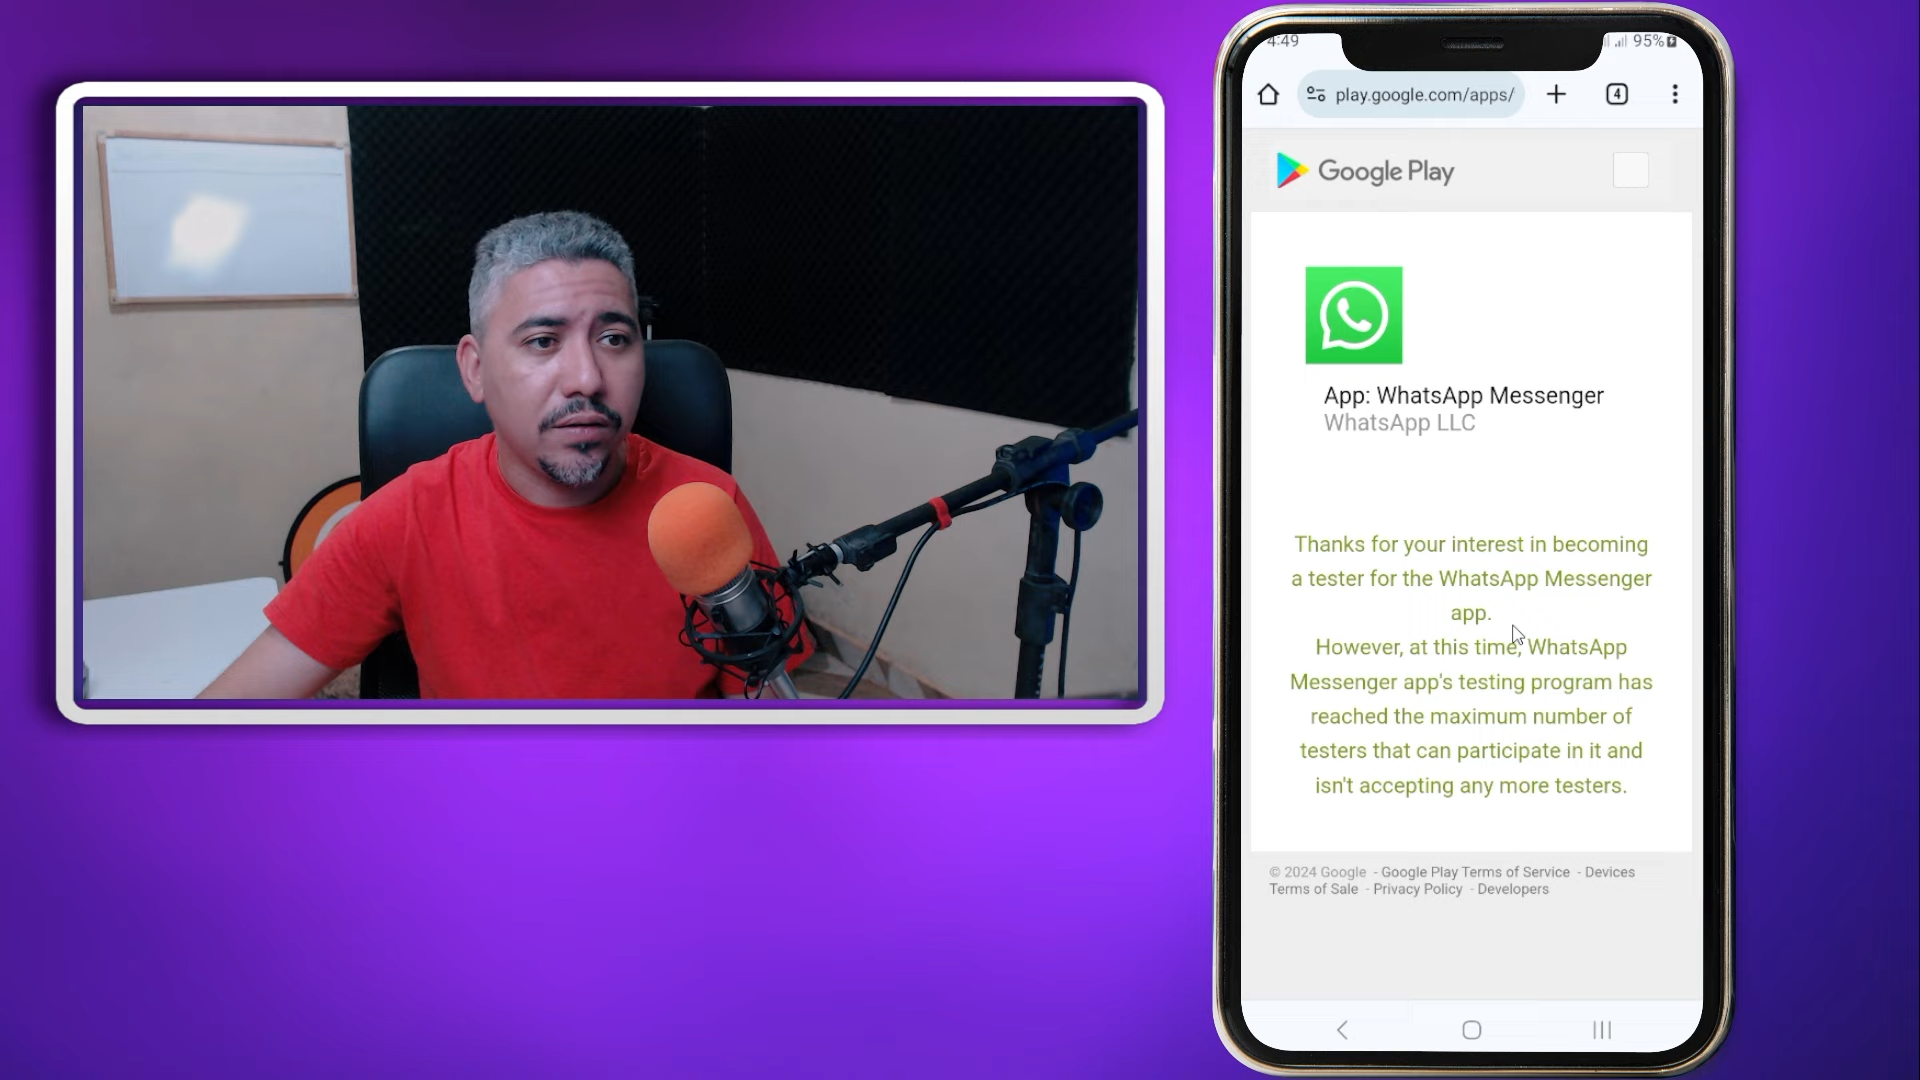 4:49
95%
play.google.com/apps/
4
Google Play
App: WhatsApp Messenger
WhatsApp LLC
Thanks for your interest in becoming
a tester for the WhatsApp Messenger
app.
However, at this time, WhatsApp
Messenger app's testing program has
reached the maximum number of
testers that can participate in it and
isn't accepting any more testers.
© 2024 Google - Google Play Terms of Service - Devices
Terms of Sale - Privacy Policy - Developers